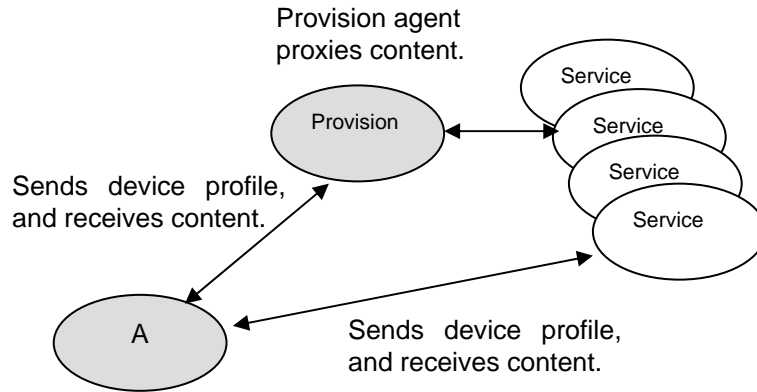 Provision agent
proxies content.
Service
Provision
Service
Service
Service
Sends device profile,
and receives content.
A
Sends device profile,
and receives content.